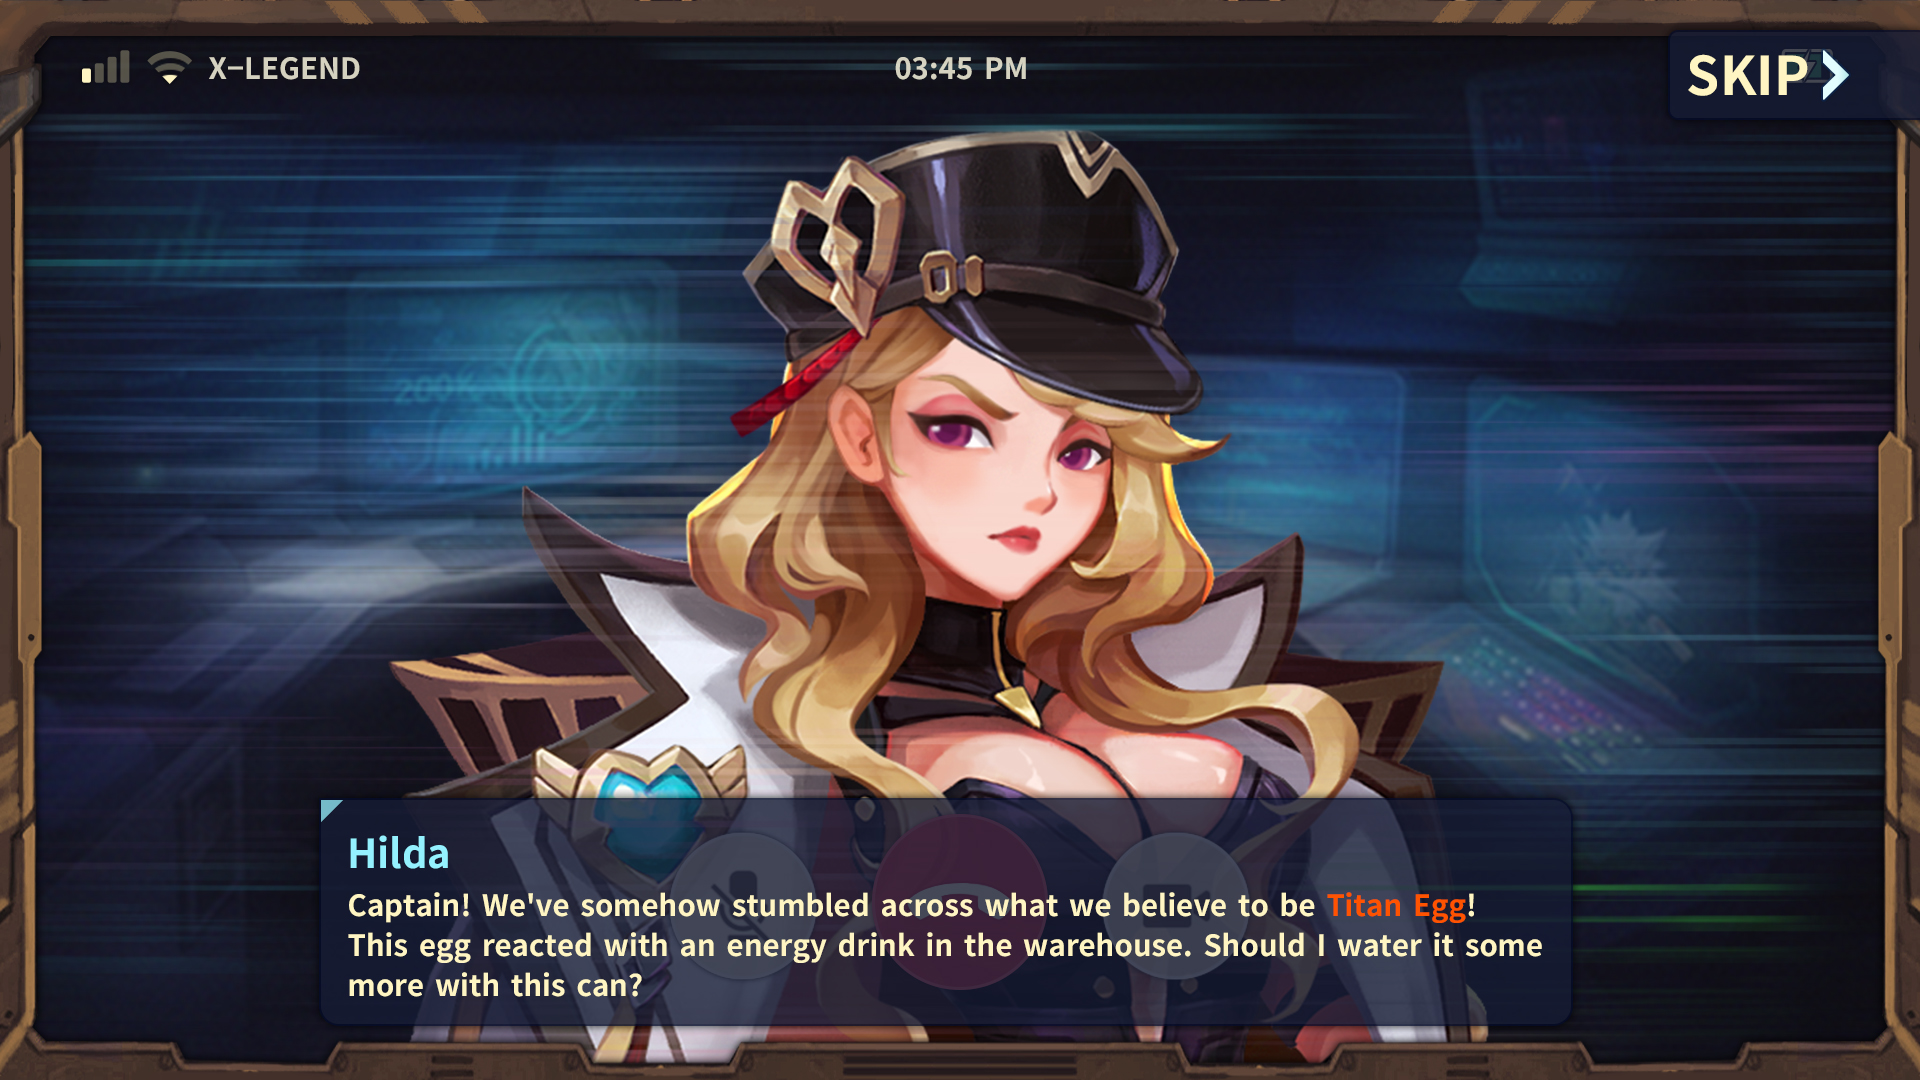 X-LEGEND
03:45 PM
SKIP
200K
Hilda
Captain! We've somehow stumbled across what we believe to be Titan Egg!
This egg reacted with an energy drink in the warehouse. Should I water it some
more with this can?